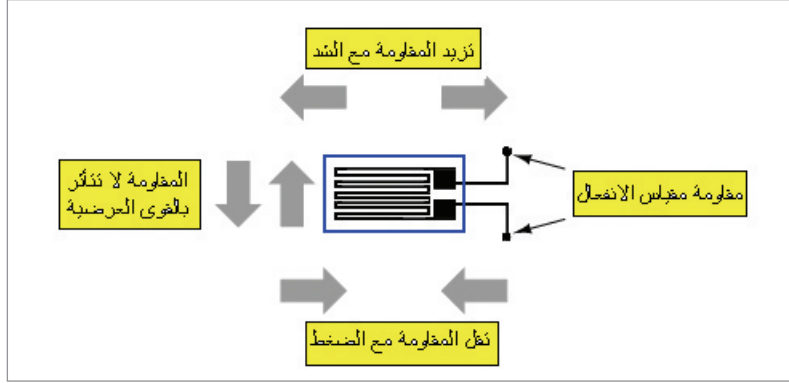 تزيد المقاومة مع الشد
المقاومة لا تتأثر
بالقوى العرضية
مقاومة مقياس الانفعال
تقل المقاومة مع الضغط